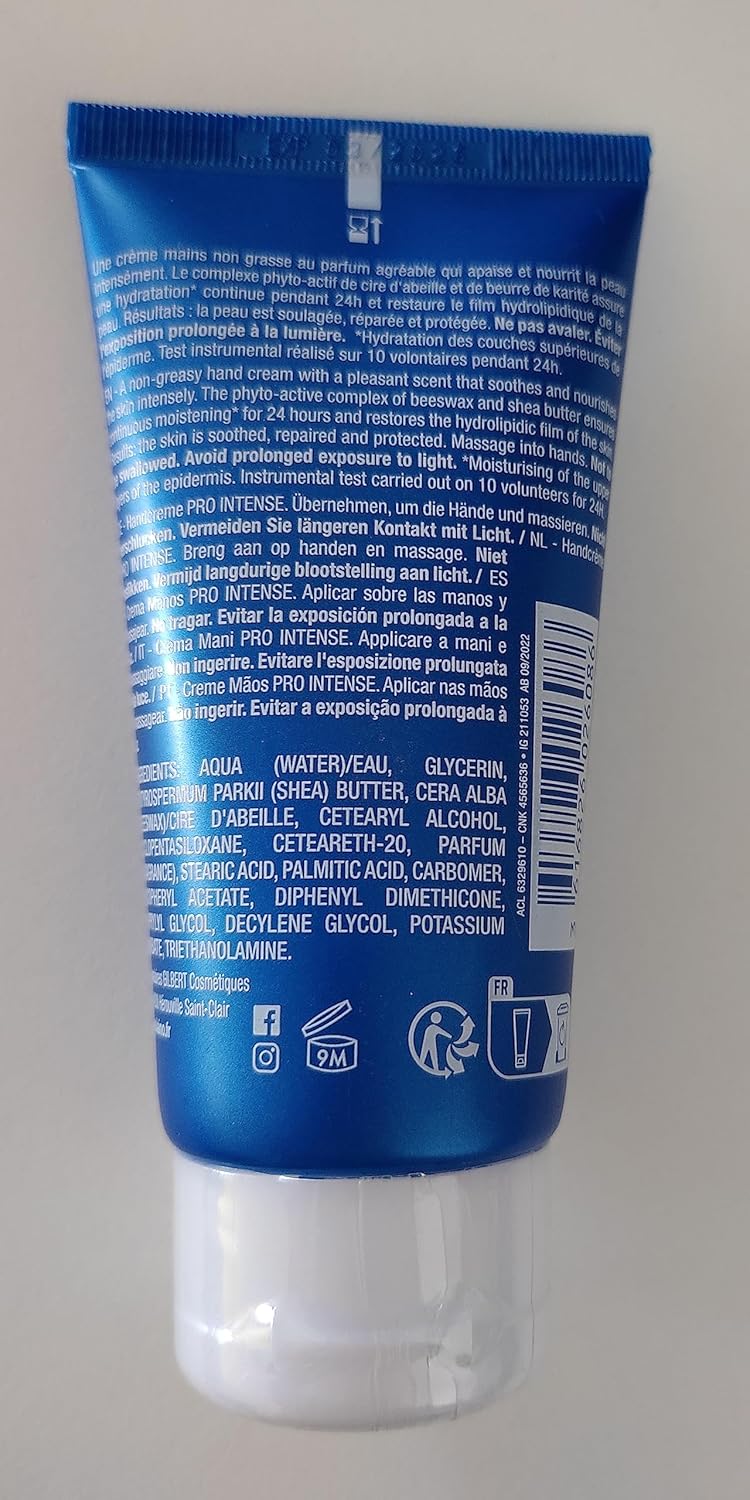 EXP
Une crème mains non grasse au parfum agréable qui apaise et nourrit la peau
intensément. Le complexe phyto-actif de cire d'abeille et de beurre de karité assure
une hydratation* continue pendant 24h et restaure le film hydrolipidique de la
peau. Résultats : la peau est soulagée, réparée et protégée. Ne pas avaler. Éviter
l'exposition prolongée à la lumière. *Hydratation des couches supérieures de
l'épiderme. Test instrumental réalisé sur 10 volontaires pendant 24h.
EN - A non-greasy hand cream with a pleasant scent that soothes and nourishes
the skin intensely. The phyto-active complex of beeswax and shea butter ensures
continuous moistening* for 24 hours and restores the hydrolipidic film of the skin.
Results: the skin is soothed, repaired and protected. Massage into hands. Not to
be swallowed. Avoid prolonged exposure to light. *Moisturising of the upper
layers of the epidermis. Instrumental test carried out on 10 volunteers for 24H.
Handcreme PRO INTENSE. Übernehmen, um die Hände und massieren. Nicht
verschlucken. Vermeiden Sie längeren Kontakt mit Licht. / NL - Handcrème
PRO INTENSE. Breng aan op handen en massage. Niet
Vermijd langdurige blootstelling aan licht. / ES
Crema Manos PRO INTENSE. Aplicar sobre las manos y
No tragar. Evitar la exposición prolongada a la
/ IT - Crema Mani PRO INTENSE. Applicare a mani e
massaggiare. Non ingerire. Evitare l'esposizione prolungata
luce. / PT - Creme Mãos PRO INTENSE. Aplicar nas mãos
massagear. Não ingerir. Evitar a exposição prolongada à
INGREDIENTS: AQUA (WATER)/EAU, GLYCERIN,
BUTYROSPERMUM PARKII (SHEA) BUTTER, CERA ALBA
(BEESWAX)/CIRE D'ABEILLE, CETEARYL ALCOHOL,
CYCLOPENTASILOXANE, CETEARETH-20, PARFUM
(FRAGRANCE), STEARIC ACID, PALMITIC ACID, CARBOMER,
TOCOPHERYL ACETATE, DIPHENYL DIMETHICONE,
GLYCOL, DECYLENE GLYCOL, POTASSIUM
TRIETHANOLAMINE.
GILBERT Cosmétiques
Hérouville Saint-Clair
ACL 6329610 – CNK 4565636 • IG 211053 AB 09/2022
9M
FR